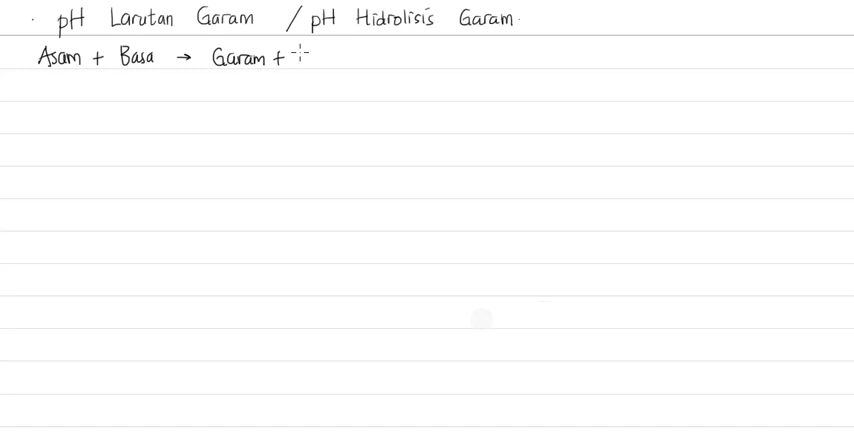 · pH Larutan Garam / pH Hidrolisis Garam.
Asam + Basa → Garam +